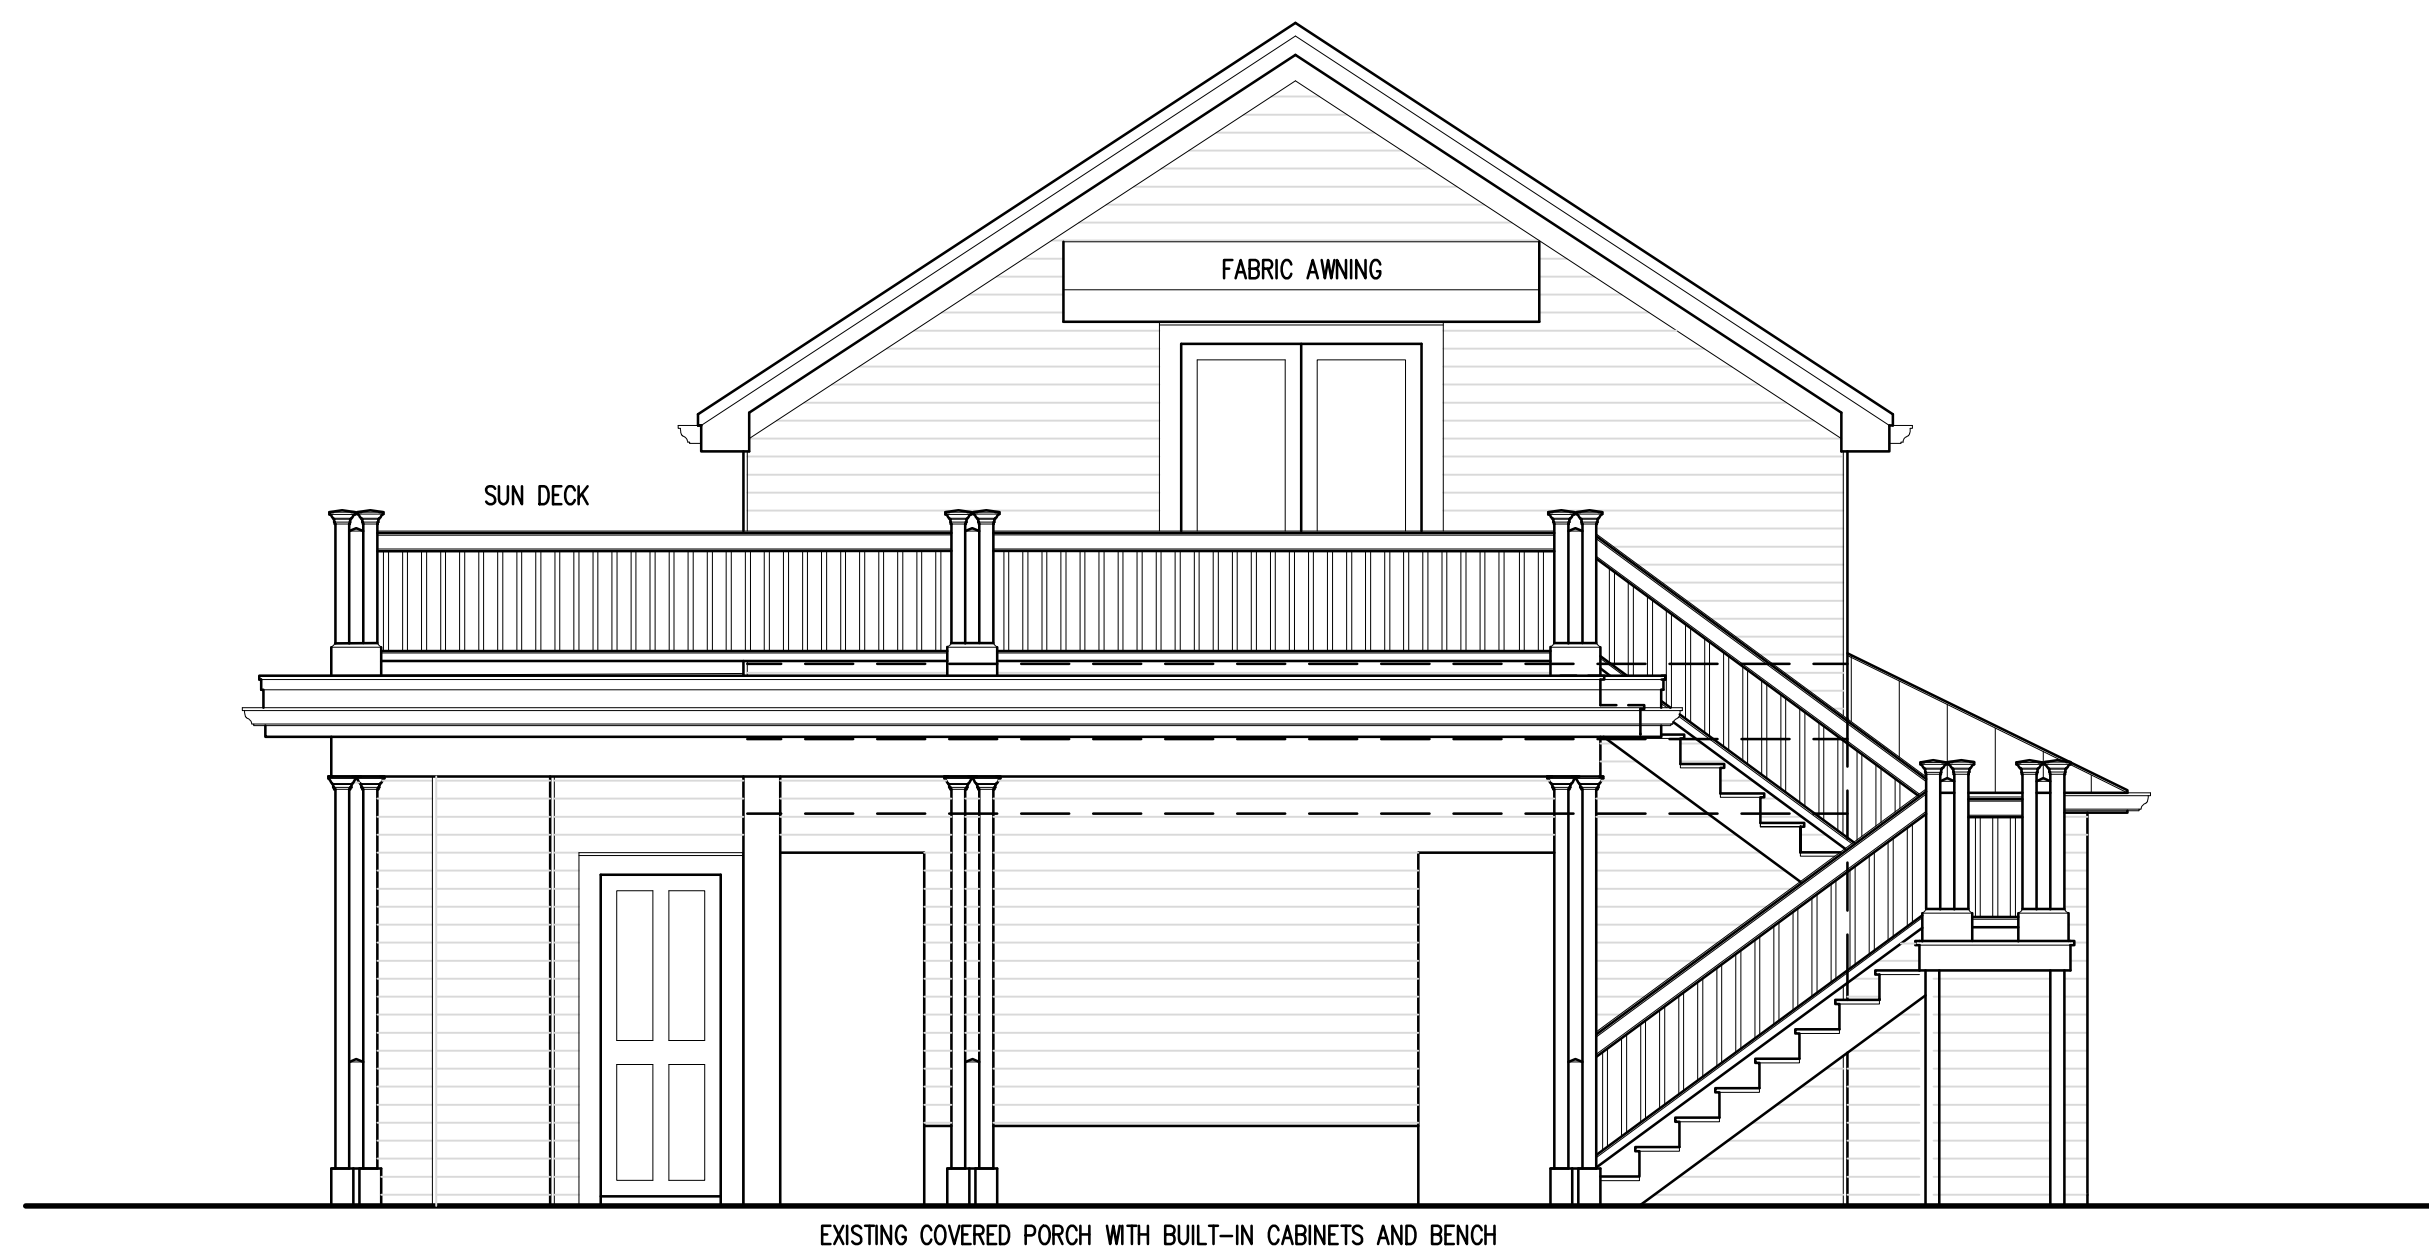 FABRIC AWNING
SUN DECK
EXISTING COVERED PORCH WITH BUILT-IN CABINETS AND BENCH